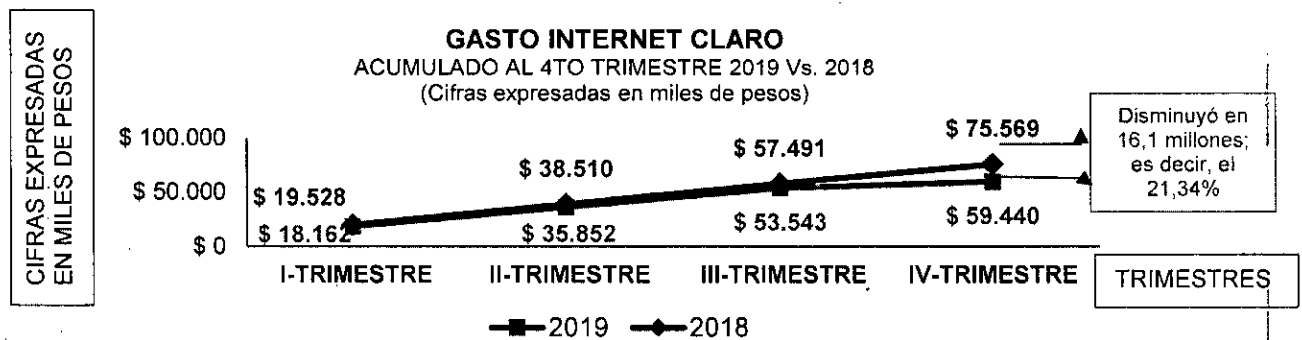 CIFRAS EXPRESADAS
EN MILES DE PESOS
GASTO INTERNET CLARO
ACUMULADO AL 4TO TRIMESTRE 2019 Vs. 2018
(Cifras expresadas en miles de pesos)
$ 100.000
$ 50.000
$ 0
$ 19.528
$ 38.510
$ 57.491
$ 75.569
$ 18.162
$ 35.852
$ 53.543
$ 59.440
Disminuyó en
16,1 millones;
es decir, el
21,34%
I-TRIMESTRE
II-TRIMESTRE
III-TRIMESTRE
IV-TRIMESTRE
TRIMESTRES
2019
2018